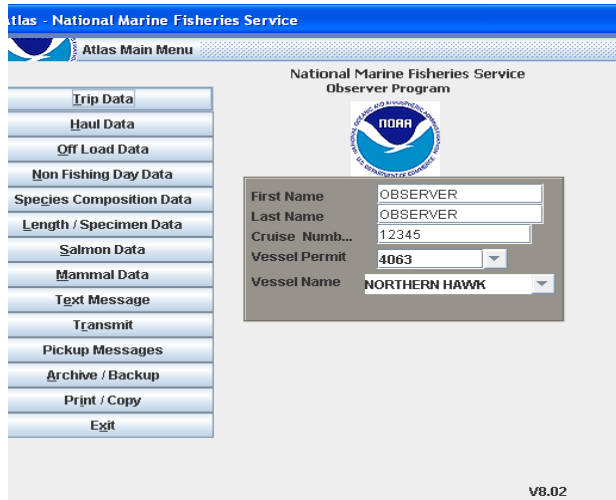 Atlas - National Marine Fisheries Service
Atlas Main Menu
National Marine Fisheries Service
Observer Program
NOAA
Trip Data
Haul Data
Off Load Data
Non Fishing Day Data
Species Composition Data
Length / Specimen Data
Salmon Data
Mammal Data
Text Message
Transmit
Pickup Messages
Archive / Backup
Print / Copy
Exit
First Name OBSERVER
Last Name OBSERVER
Cruise Numb... 12345
Vessel Permit 4063
Vessel Name NORTHERN HAWK
V8.02